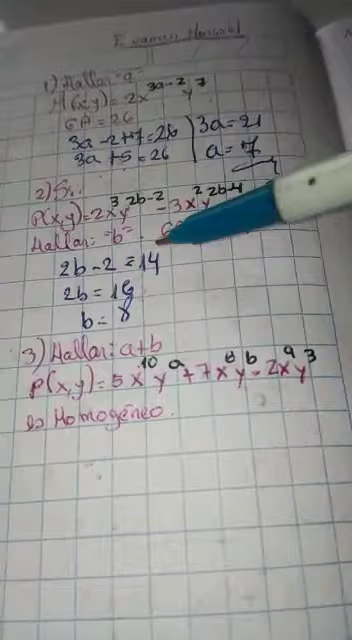 Examen Mensual
1) Hallar: a
M(x,y) = 2x^3a-2 y^7
GA = 26
3a-2+7 = 26
3a = 21
3a + 5 = 26
a = 7
2) Si:
P(x,y) = 2x^3y^2b-2 - 3x^2y^2b-4
Hallar: "b"
2b - 2 = 14
2b = 16
b = 8
3) Hallar: a+b
P(x,y) = 5x^10 y^a + 7x^8 y^b - 2x^9 y^3
es Homogéneo.